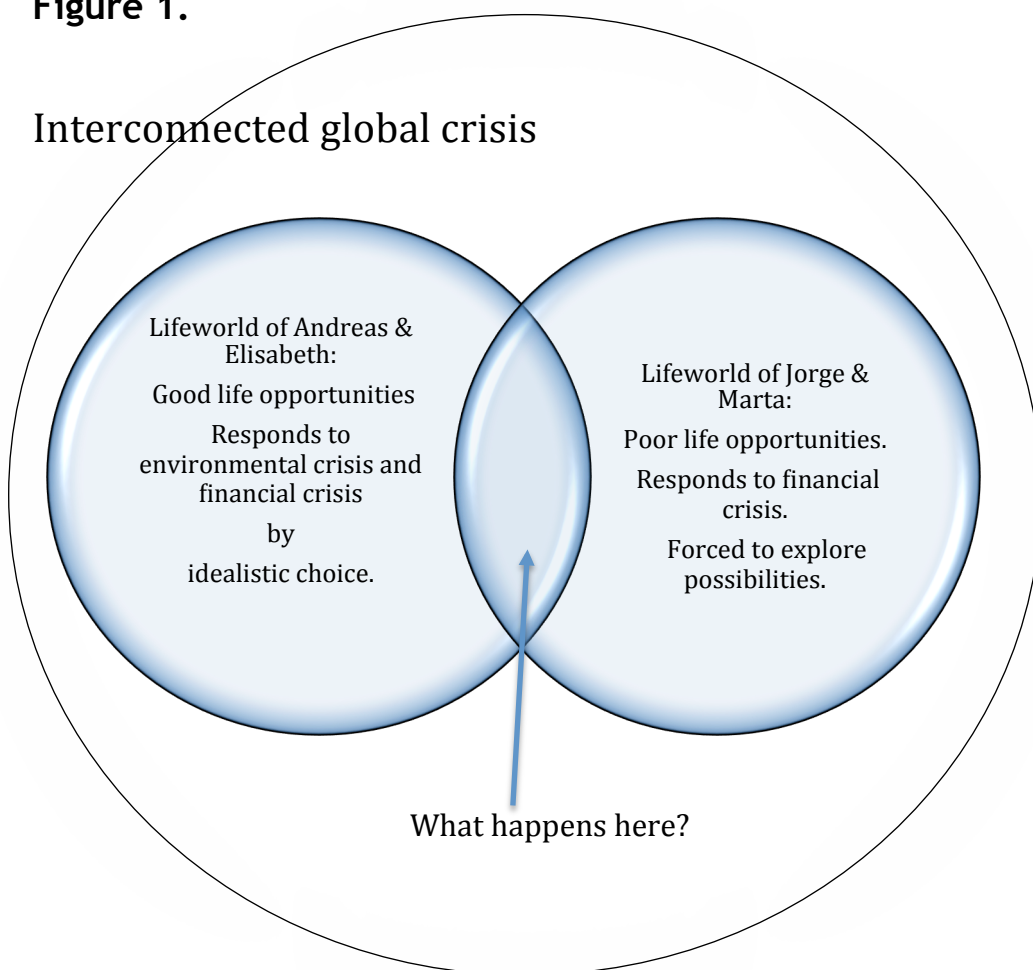 Figure 1.
Interconnected global crisis
Lifeworld of Andreas &
Elisabeth:
Good life opportunities
Responds to
environmental crisis and
financial crisis
by
idealistic choice.
Lifeworld of Jorge &
Marta:
Poor life opportunities.
Responds to financial
crisis.
Forced to explore
possibilities.
What happens here?